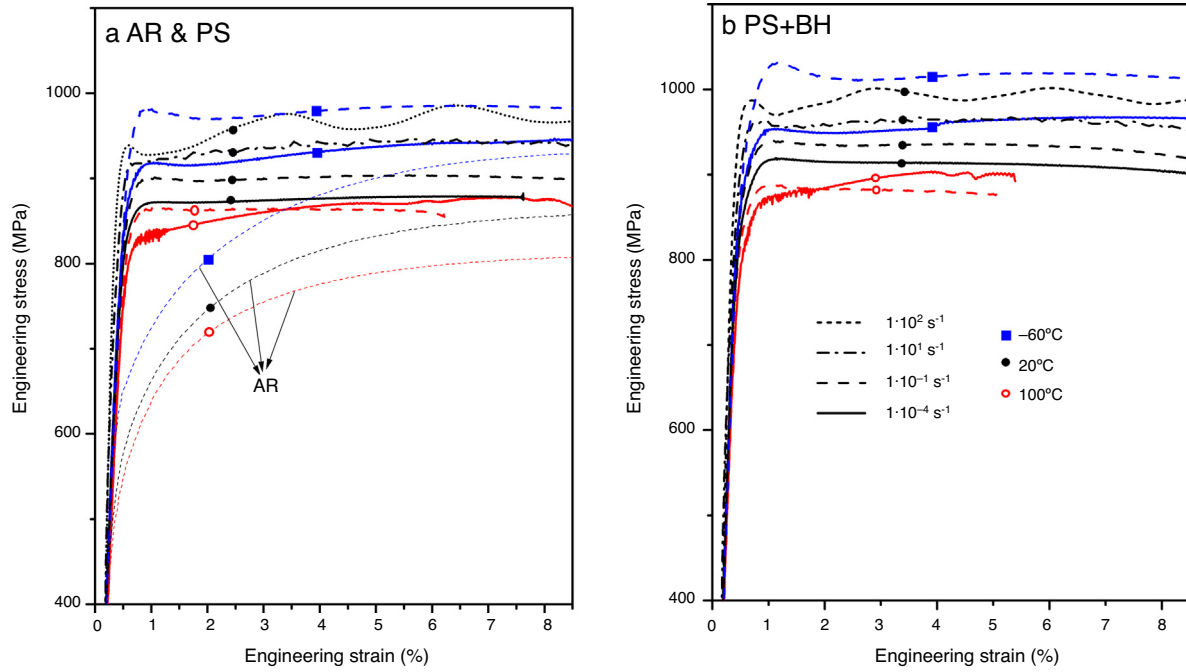 a AR & PS
1000
800
600
400
Engineering stress (MPa)
AR
0 1 2 3 4 5 6 7 8
Engineering strain (%)
b PS+BH
1000
800
600
400
Engineering stress (MPa)
1·10² s⁻¹
1·10¹ s⁻¹
1·10⁻¹ s⁻¹
1·10⁻⁴ s⁻¹
–60ºC
20ºC
100ºC
0 1 2 3 4 5 6 7 8
Engineering strain (%)